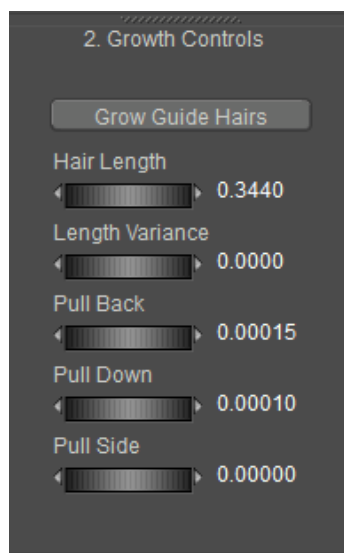 2. Growth Controls
Grow Guide Hairs
Hair Length
0.3440
Length Variance
0.0000
Pull Back
0.00015
Pull Down
0.00010
Pull Side
0.00000